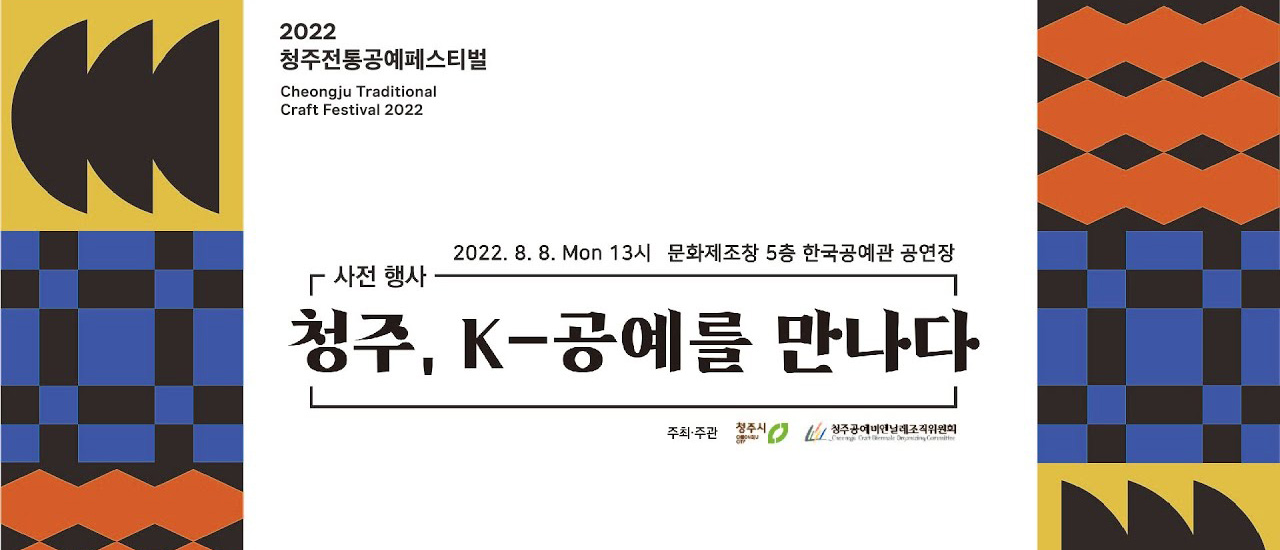 2022
청주전통공예페스티벌
Cheongju Traditional
Craft Festival 2022
2022. 8. 8. Mon 13시 문화제조창 5층 한국공예관 공연장
사전 행사
청주, K-공예를 만나다
주최·주관 청주시 청주공예비엔날레조직위원회
CHEONGJU CITY Cheongju Craft Biennale Organizing Committee